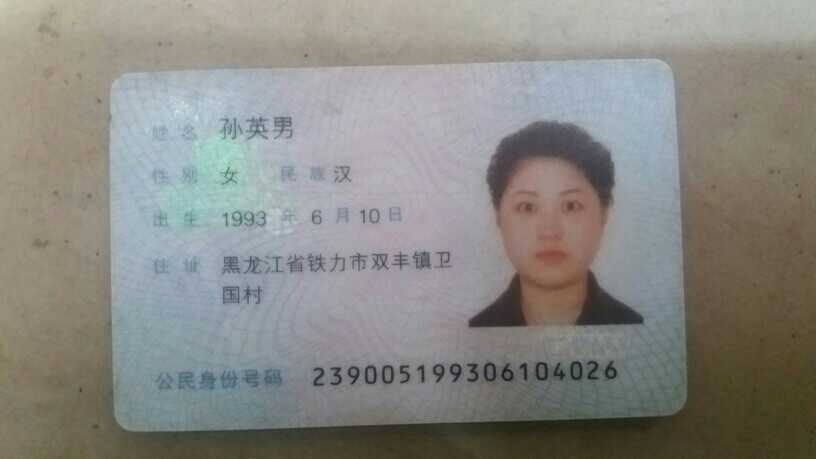 姓名 孙英男
性别 女 民族 汉
出生 1993 年 6 月 10 日
住址 黑龙江省铁力市双丰镇卫
国村
公民身份号码 239005199306104026